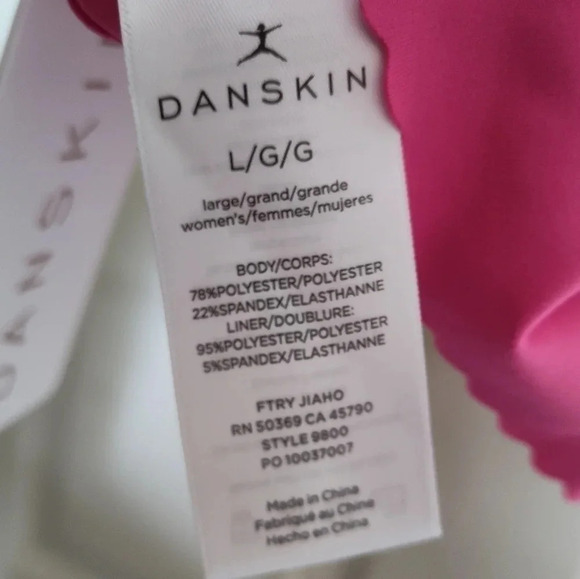 DANSKIN
L/G/G
large/grand/grande
women's/femmes/mujeres
BODY/CORPS:
78%POLYESTER/POLYESTER
22%SPANDEX/ELASTHANNE
LINER/DOUBLURE:
95%POLYESTER/POLYESTER
5%SPANDEX/ELASTHANNE
FTRY JIAHO
RN 50369 CA 45790
STYLE 9800
PO 10037007
Made in China
Fabriqué au Chine
Hecho en China
DANSKI